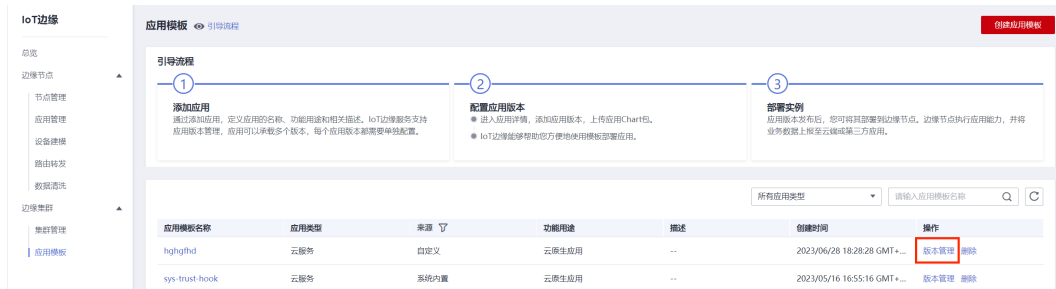 IoT边缘
总览
边缘节点
节点管理
应用管理
设备建模
路由转发
数据清洗
边缘集群
集群管理
应用模板
应用模板 引导流程
创建应用模板
引导流程
1
添加应用
通过添加应用，定义应用的名称、功能用途和相关描述。IoT边缘服务支持
应用版本管理，应用可以承载多个版本，每个应用版本都需要单独配置。
2
配置应用版本
进入应用详情，添加应用版本，上传应用Chart包。
IoT边缘能够帮助您方便地使用模板部署应用。
3
部署实例
应用版本发布后，您可将其部署到边缘节点。边缘节点执行应用能力，并将
业务数据上报至云端或第三方应用。
所有应用类型 请输入应用模板名称
应用模板名称 应用类型 来源 功能用途 描述 创建时间 操作
hghgfhd 云服务 自定义 云原生应用 -- 2023/06/28 18:28:28 GMT+... 版本管理 删除
sys-trust-hook 云服务 系统内置 云原生应用 -- 2023/05/16 16:55:16 GMT+... 版本管理 删除